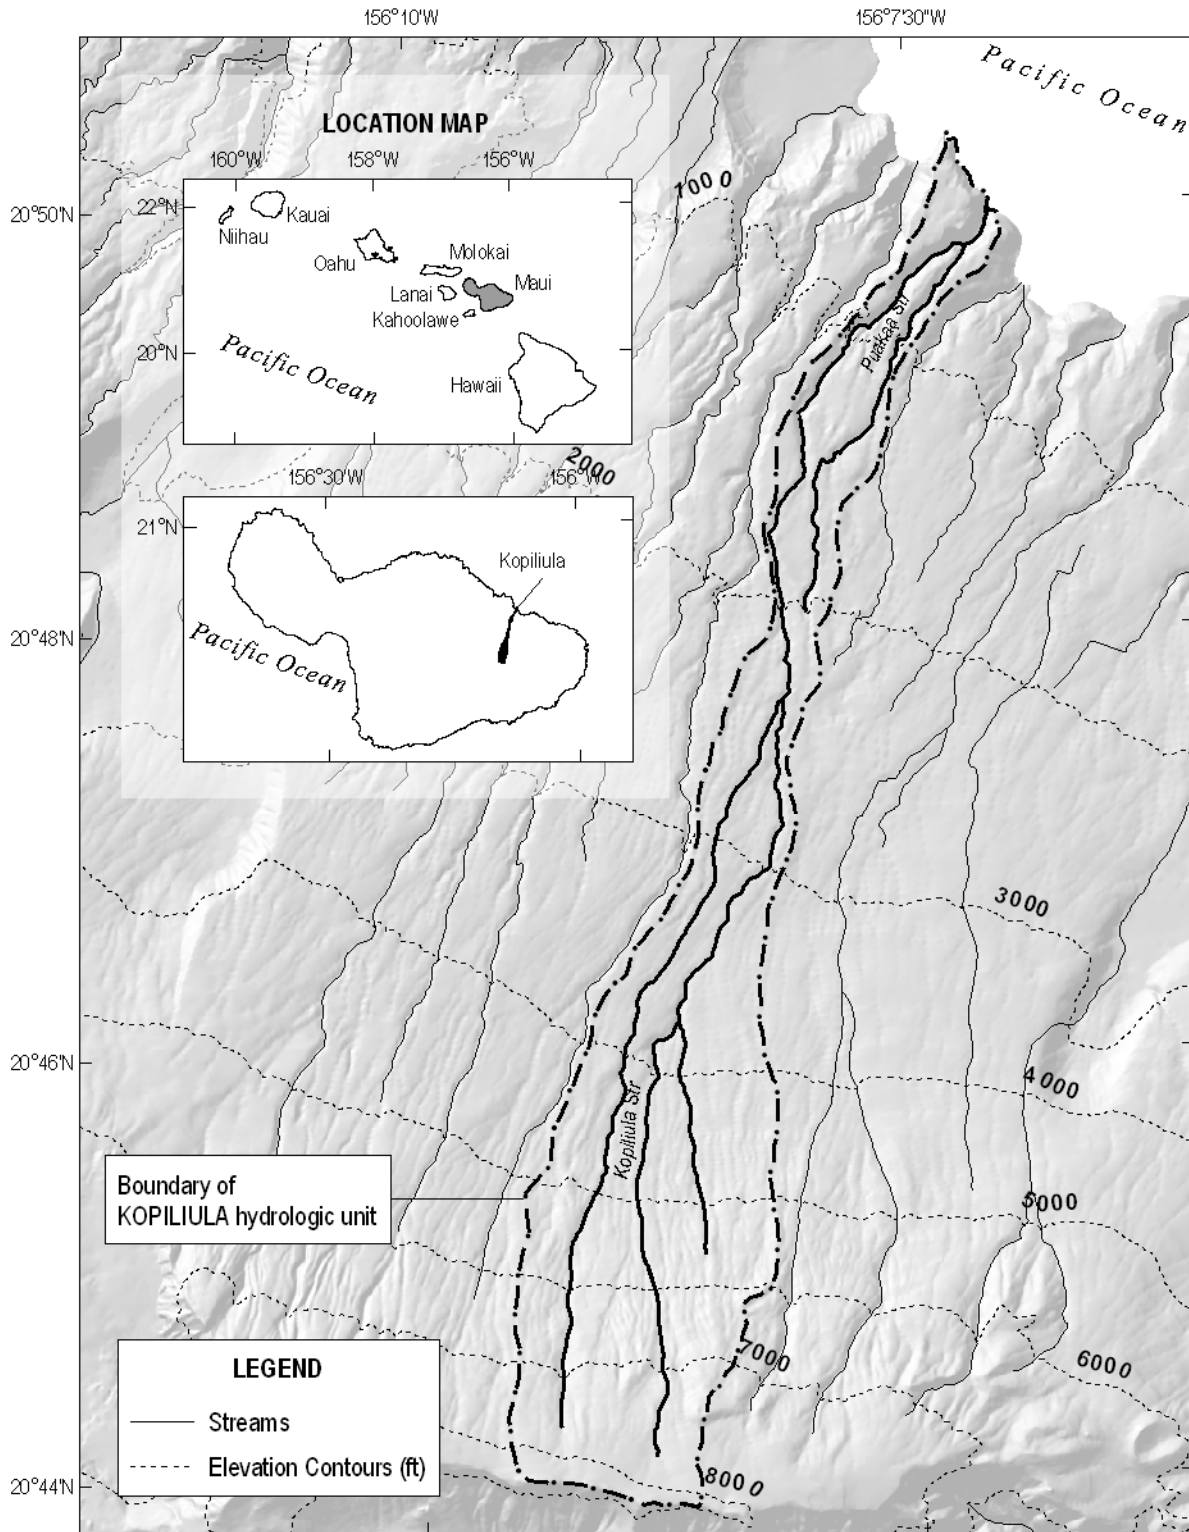 156°10'W
156°7'30"W
Pacific Ocean
LOCATION MAP
160°W
158°W
156°W
1000
20°50'N
22°N
Kauai
Niihau
Oahu
Molokai
Maui
Lanai
Kahoolawe
20°N
Pacific Ocean
Hawaii
Puakaa Str
2000
156°30'W
156°W
21°N
Kopiliula
Pacific Ocean
20°48'N
3000
20°46'N
4000
Kopiliula Str
Boundary of
KOPILIULA hydrologic unit
5000
LEGEND
7000
6000
Streams
Elevation Contours (ft)
8000
20°44'N